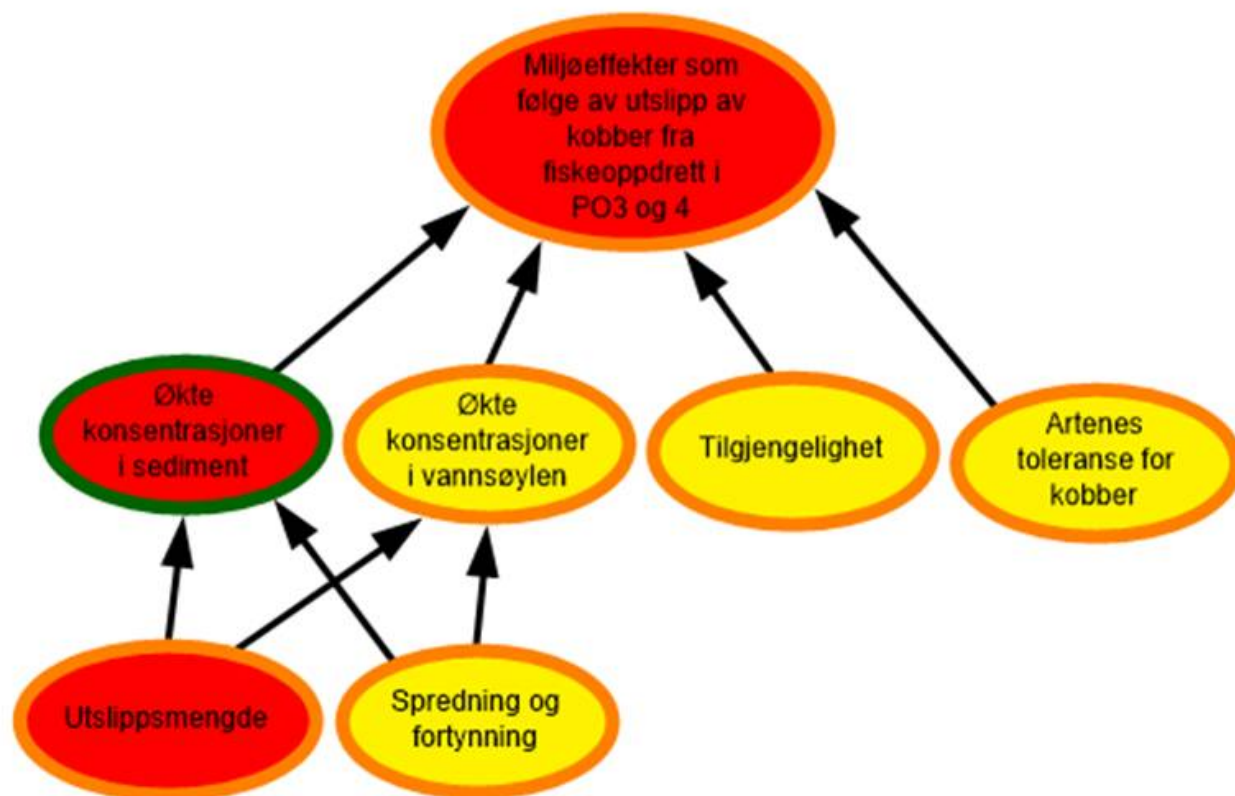 Miljøeffekter som
følge av utslipp av
kobber fra
fiskeoppdrett i
PO3 og 4
Økte
konsentrasjoner
i sediment
Økte
konsentrasjoner
i vannsøylen
Tilgjengelighet
Artenes
toleranse for
kobber
Utslippsmengde
Spredning og
fortynning